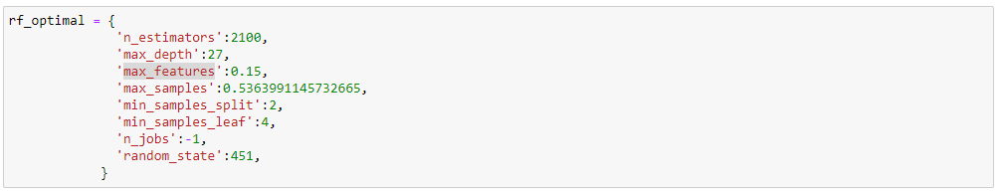 rf_optimal = {
'n_estimators':2100,
'max_depth':27,
'max_features':0.15,
'max_samples':0.5363991145732665,
'min_samples_split':2,
'min_samples_leaf':4,
'n_jobs':-1,
'random_state':451,
}